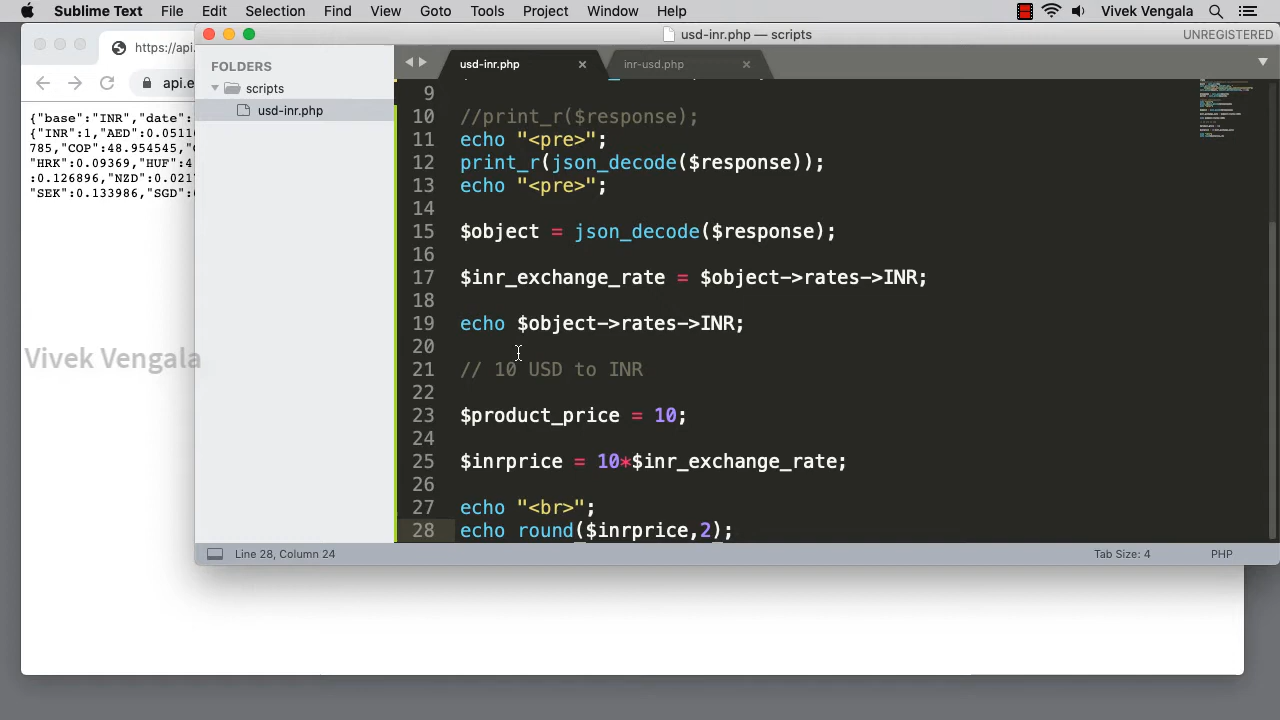 Sublime Text File Edit Selection Find View Goto Tools Project Window Help Vivek Vengala
usd-inr.php — scripts UNREGISTERED
https://api.
FOLDERS
scripts
usd-inr.php
usd-inr.php inr-usd.php
api.e
{"base":"INR","date":
{"INR":1,"AED":0.0511
785,"COP":48.954545,"
"HRK":0.09369,"HUF":4
:0.126896,"NZD":0.021
"SEK":0.133986,"SGD":
9
10 //print_r($response);
11 echo "<pre>";
12 print_r(json_decode($response));
13 echo "<pre>";
14
15 $object = json_decode($response);
16
17 $inr_exchange_rate = $object->rates->INR;
18
19 echo $object->rates->INR;
20
21 // 10 USD to INR
22
23 $product_price = 10;
24
25 $inrprice = 10*$inr_exchange_rate;
26
27 echo "<br>";
28 echo round($inrprice,2);
Vivek Vengala
Line 28, Column 24 Tab Size: 4 PHP